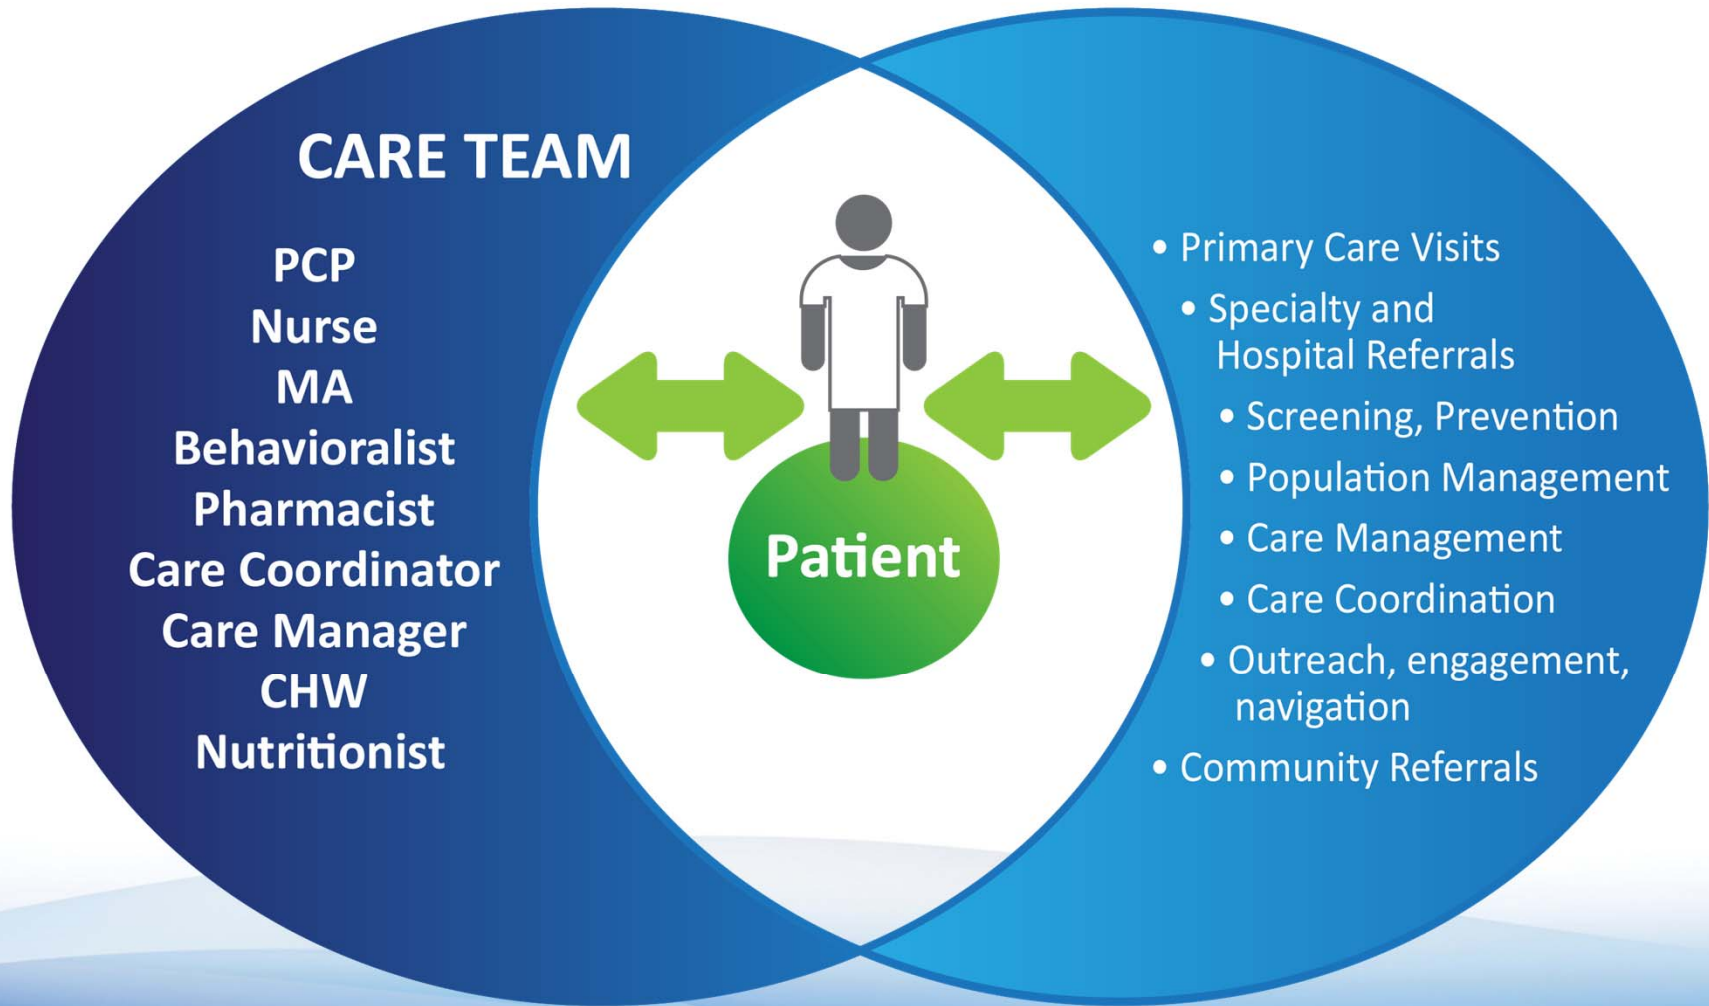 CARE TEAM
PCP
Nurse
MA
Behavioralist
Pharmacist
Care Coordinator
Care Manager
CHW
Nutritionist
Patient
• Primary Care Visits
• Specialty and
Hospital Referrals
• Screening, Prevention
• Population Management
• Care Management
• Care Coordination
• Outreach, engagement,
navigation
• Community Referrals